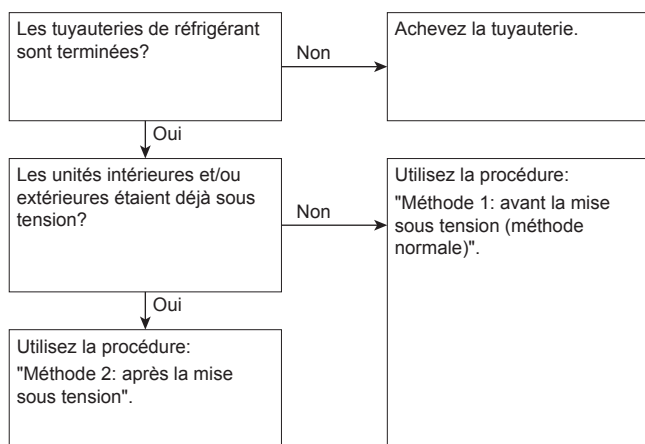 Les tuyauteries de réfrigérant
sont terminées?
Non
Achevez la tuyauterie.
Oui
Les unités intérieures et/ou
extérieures étaient déjà sous
tension?
Non
Utilisez la procédure:
"Méthode 1: avant la mise
sous tension (méthode
normale)".
Oui
Utilisez la procédure:
"Méthode 2: après la mise
sous tension".